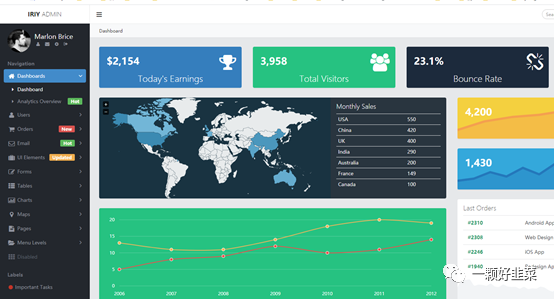 IRIY ADMIN
Sea
Marlon Brice
Navigation
Dashboards
Dashboard
Analytics Overview Hot
Users
Orders New
Email Hot
UI Elements Updated
Forms
Tables
Charts
Maps
Pages
Menu Levels
Disabled
Labels
Important Tasks
Dashboard
$2,154
Today's Earnings
3,958
Total Visitors
23.1%
Bounce Rate
Monthly Sales
USA 550
China 420
UK 400
India 290
Australia 200
France 149
Canada 100
4,200
1,430
20
15
10
5
0
2006 2007 2008 2009 2010 2011 2012
Last Orders
#2310 Android App
#2308 Web Design
#2248 iOS App
#1940 Design App
一颗好韭菜